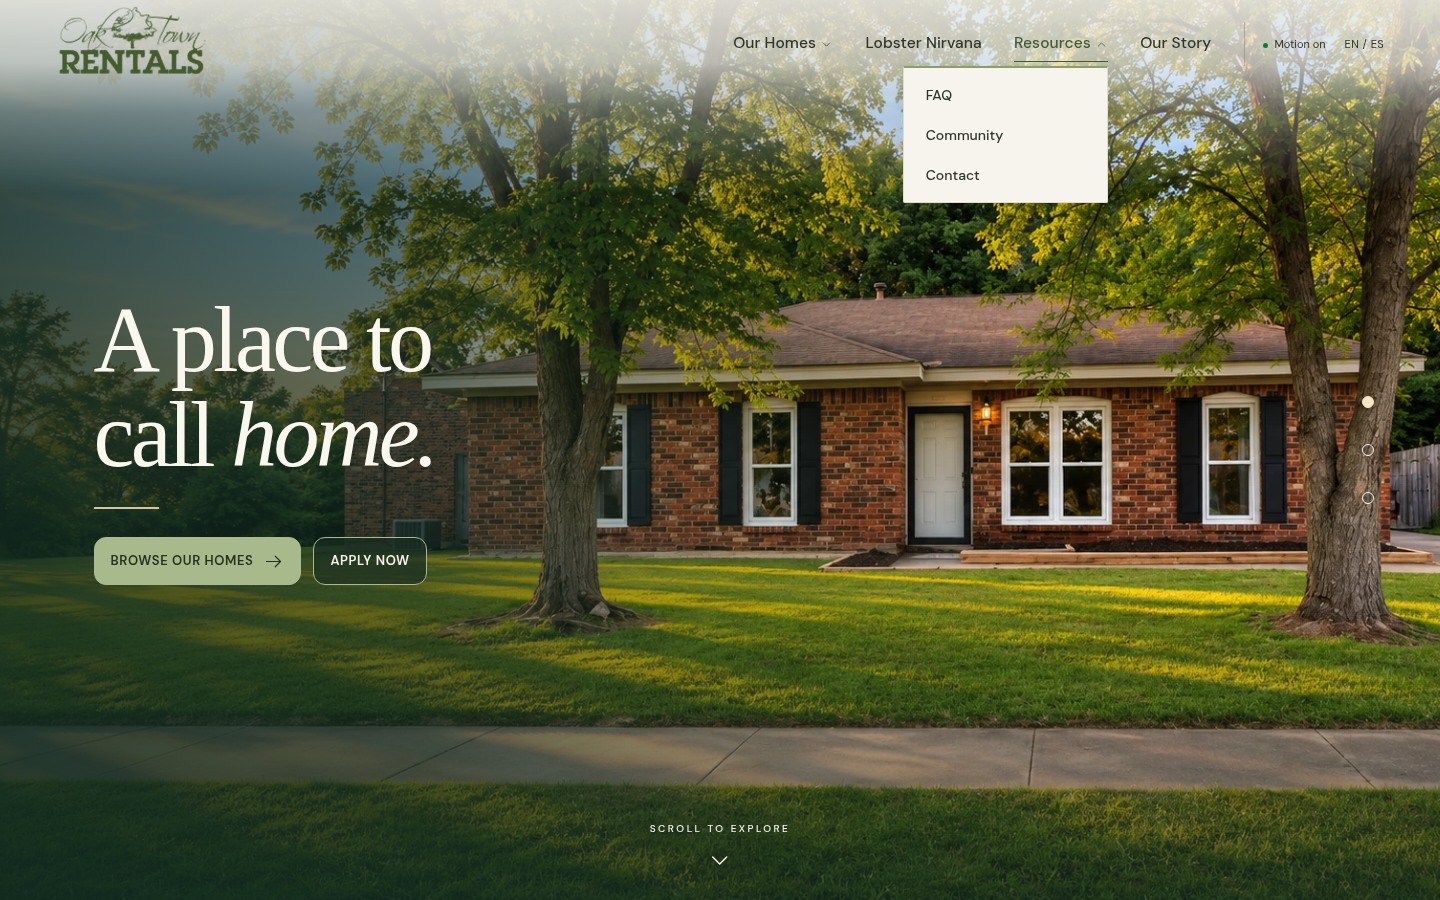 Oak Town
RENTALS
Our Homes
Lobster Nirvana
Resources
Our Story
Motion on
EN / ES
FAQ
Community
Contact
A place to
call home.
BROWSE OUR HOMES
APPLY NOW
SCROLL TO EXPLORE